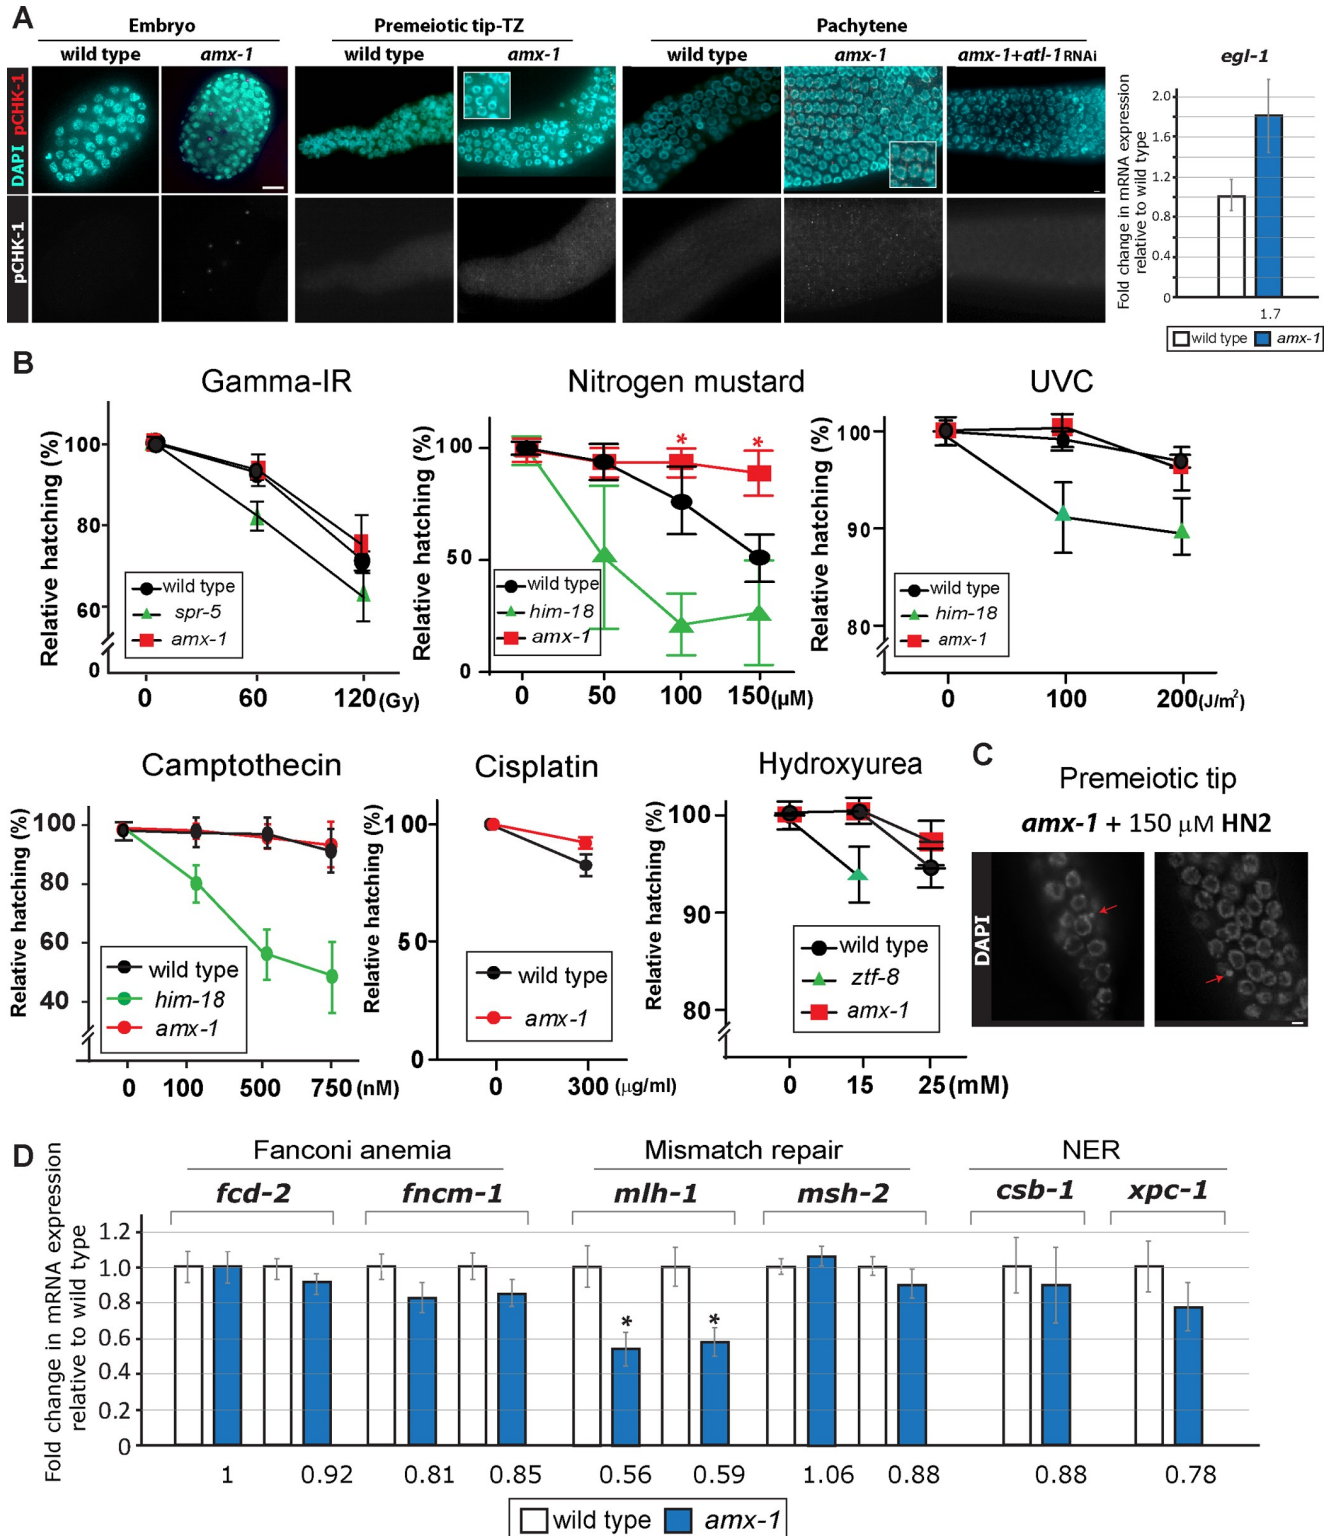 A
Embryo
Premeiotic tip-TZ
Pachytene
wild type
amx-1
wild type
amx-1
wild type
amx-1
amx-1+atl-1 RNAi
DAPI pCHK-1
pCHK-1
egl-1
Fold change in mRNA expression
relative to wild type
2.0
1.6
1.2
0.8
0.4
0
1.7
wild type
amx-1
B
Gamma-IR
Relative hatching (%)
100
80
60
0
wild type
spr-5
amx-1
0
60
120(Gy)
Nitrogen mustard
Relative hatching (%)
100
50
0
*
*
wild type
him-18
amx-1
0
50
100
150(µM)
UVC
Relative hatching (%)
100
90
80
wild type
him-18
amx-1
0
100
200(J/m²)
Camptothecin
Relative hatching (%)
100
80
60
40
wild type
him-18
amx-1
0
100
500
750(nM)
Cisplatin
Relative hatching (%)
100
50
0
wild type
amx-1
0
300 (µg/ml)
Hydroxyurea
Relative hatching (%)
100
90
80
wild type
ztf-8
amx-1
0
15
25(mM)
C
Premeiotic tip
amx-1 + 150 µM HN2
DAPI
D
Fanconi anemia
Mismatch repair
NER
fcd-2
fncm-1
mlh-1
msh-2
csb-1
xpc-1
Fold change in mRNA expression
relative to wild type
1.2
1.0
0.8
0.6
0.4
0.2
0
*
*
1
0.92
0.81
0.85
0.56
0.59
1.06
0.88
0.88
0.78
wild type
amx-1